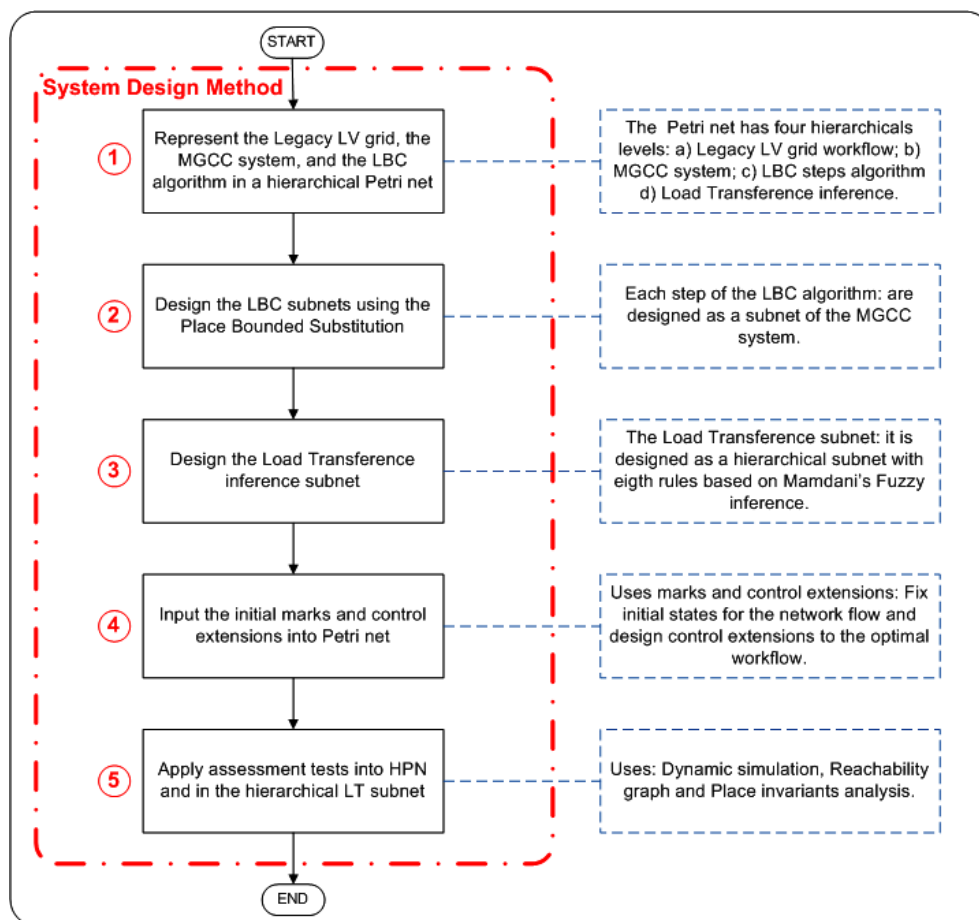 START
System Design Method
1
Represent the Legacy LV grid, the
MGCC system, and the LBC
algorithm in a hierarchical Petri net
The Petri net has four hierarchicals
levels: a) Legacy LV grid workflow; b)
MGCC system; c) LBC steps algorithm
d) Load Transference inference.
2
Design the LBC subnets using the
Place Bounded Substitution
Each step of the LBC algorithm: are
designed as a subnet of the MGCC
system.
3
Design the Load Transference
inference subnet
The Load Transference subnet: it is
designed as a hierarchical subnet with
eigth rules based on Mamdani's Fuzzy
inference.
4
Input the initial marks and control
extensions into Petri net
Uses marks and control extensions: Fix
initial states for the network flow and
design control extensions to the optimal
workflow.
5
Apply assessment tests into HPN
and in the hierarchical LT subnet
Uses: Dynamic simulation, Reachability
graph and Place invariants analysis.
END